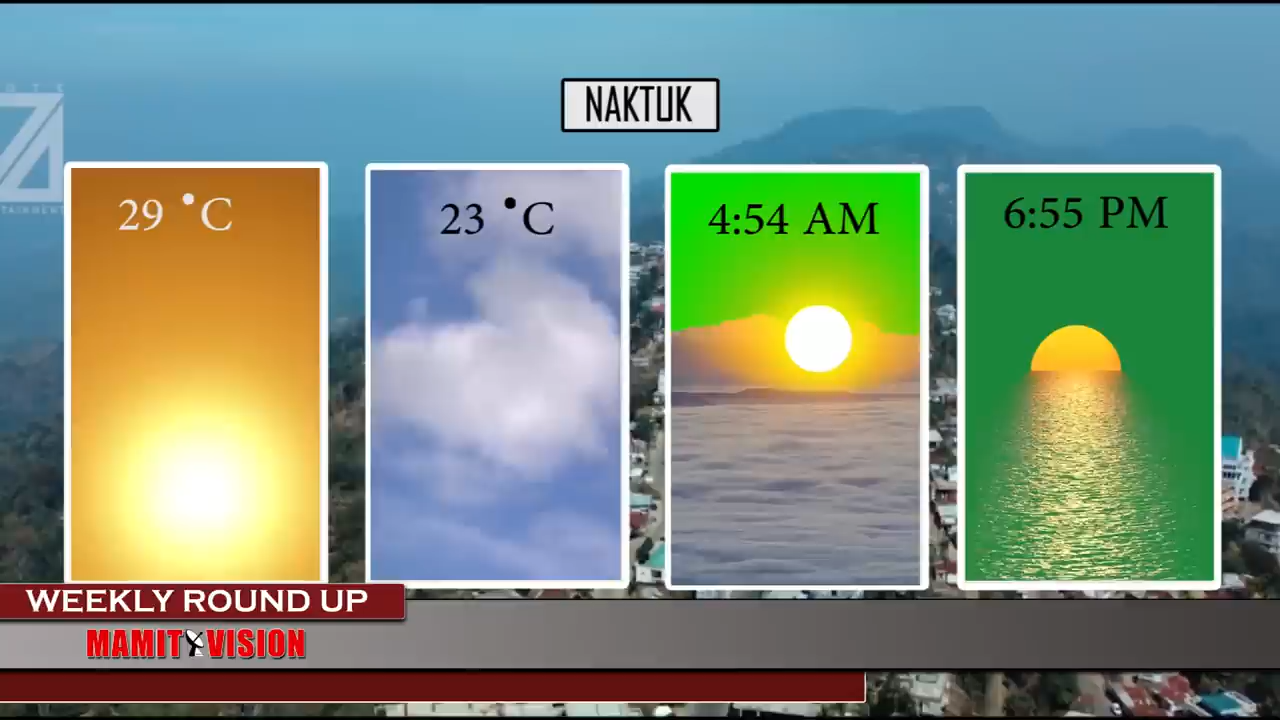 NAKTUK
29 °C
23 °C
4:54 AM
6:55 PM
WEEKLY ROUND UP
MAMIT VISION